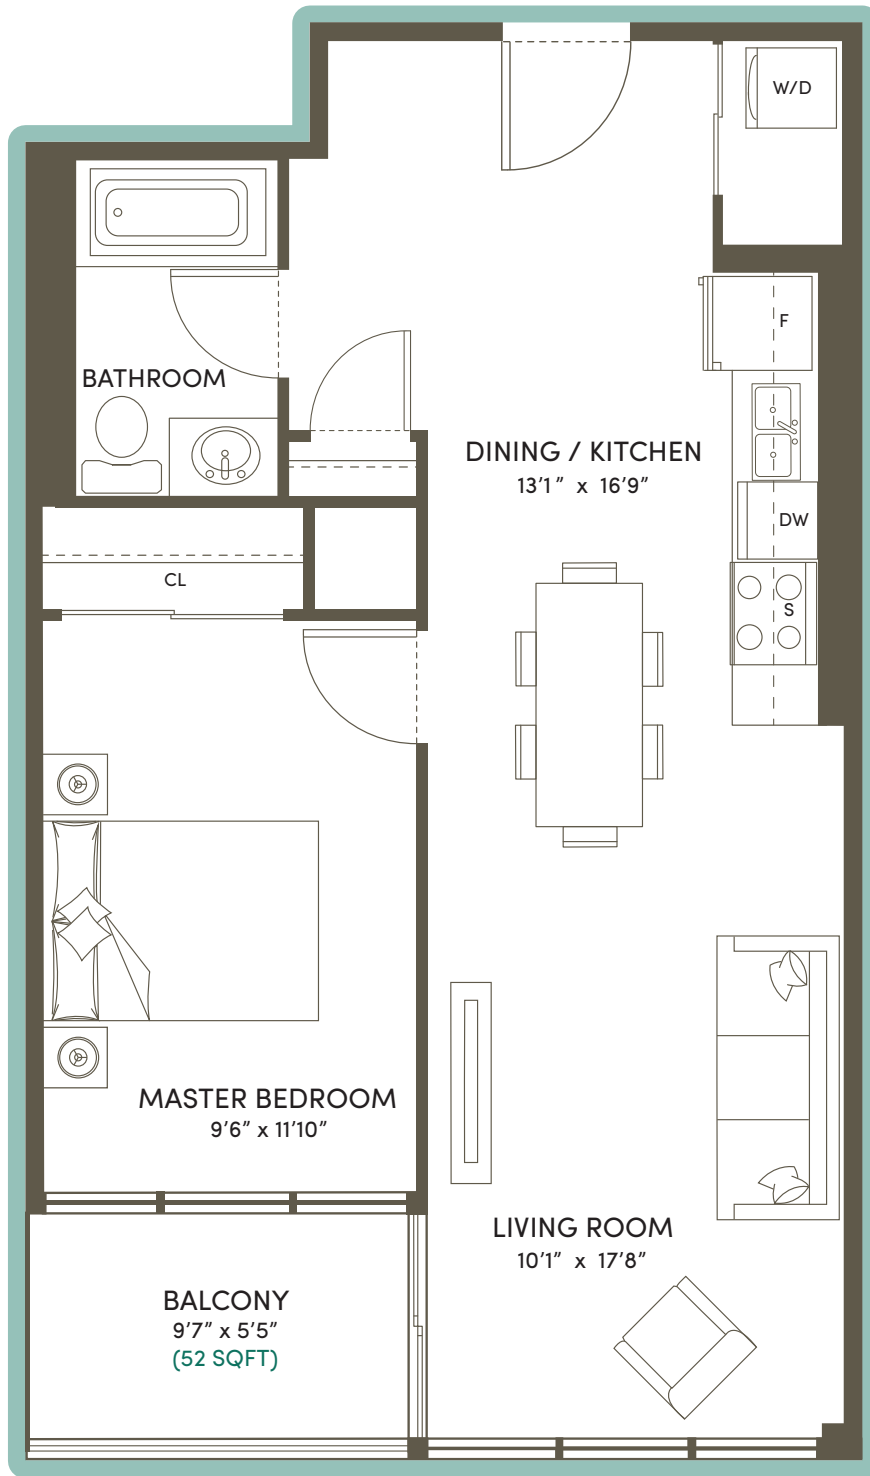 W/D
F
BATHROOM
DINING / KITCHEN
13'1" x 16'9"
DW
CL
S
MASTER BEDROOM
9'6" x 11'10"
LIVING ROOM
10'1" x 17'8"
BALCONY
9'7" x 5'5"
(52 SQFT)